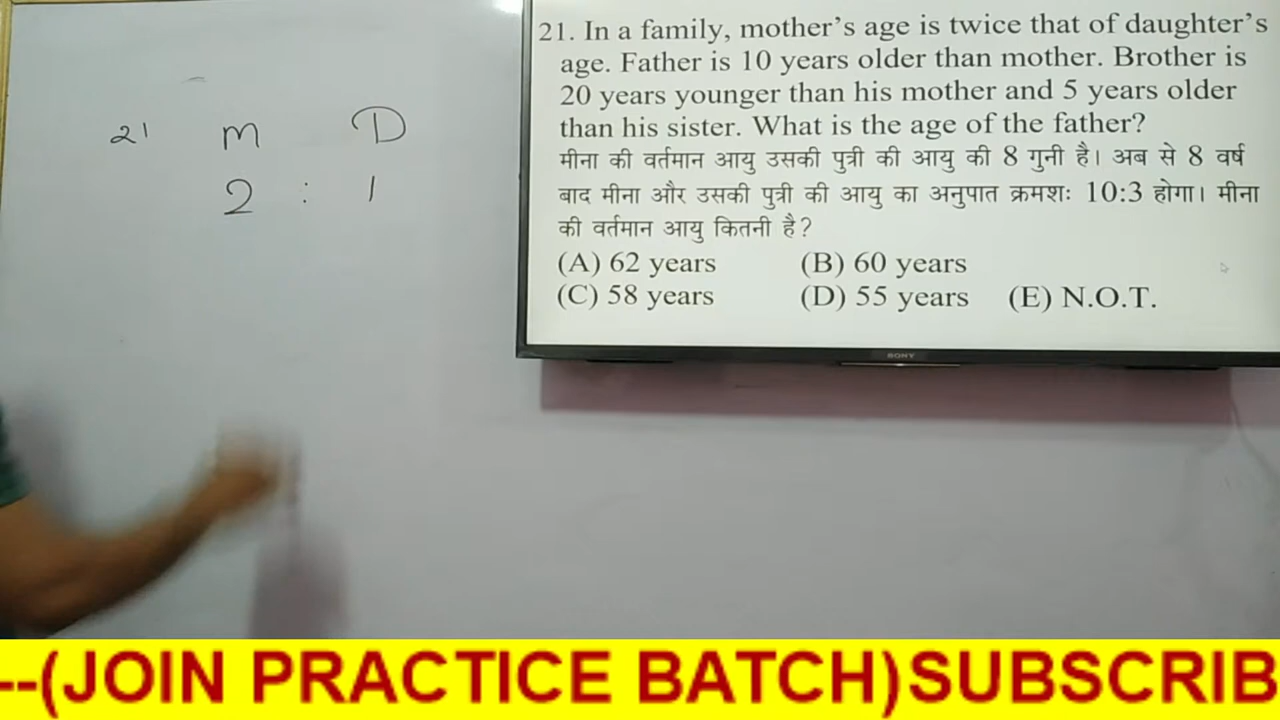 21. In a family, mother's age is twice that of daughter's
age. Father is 10 years older than mother. Brother is
20 years younger than his mother and 5 years older
than his sister. What is the age of the father?
मीना की वर्तमान आयु उसकी पुत्री की आयु की 8 गुनी है। अब से 8 वर्ष
बाद मीना और उसकी पुत्री की आयु का अनुपात क्रमशः 10:3 होगा। मीना
की वर्तमान आयु कितनी है?
(A) 62 years (B) 60 years
(C) 58 years (D) 55 years (E) N.O.T.
SONY
21 M D
2 : 1
--(JOIN PRACTICE BATCH)SUBSCRIB